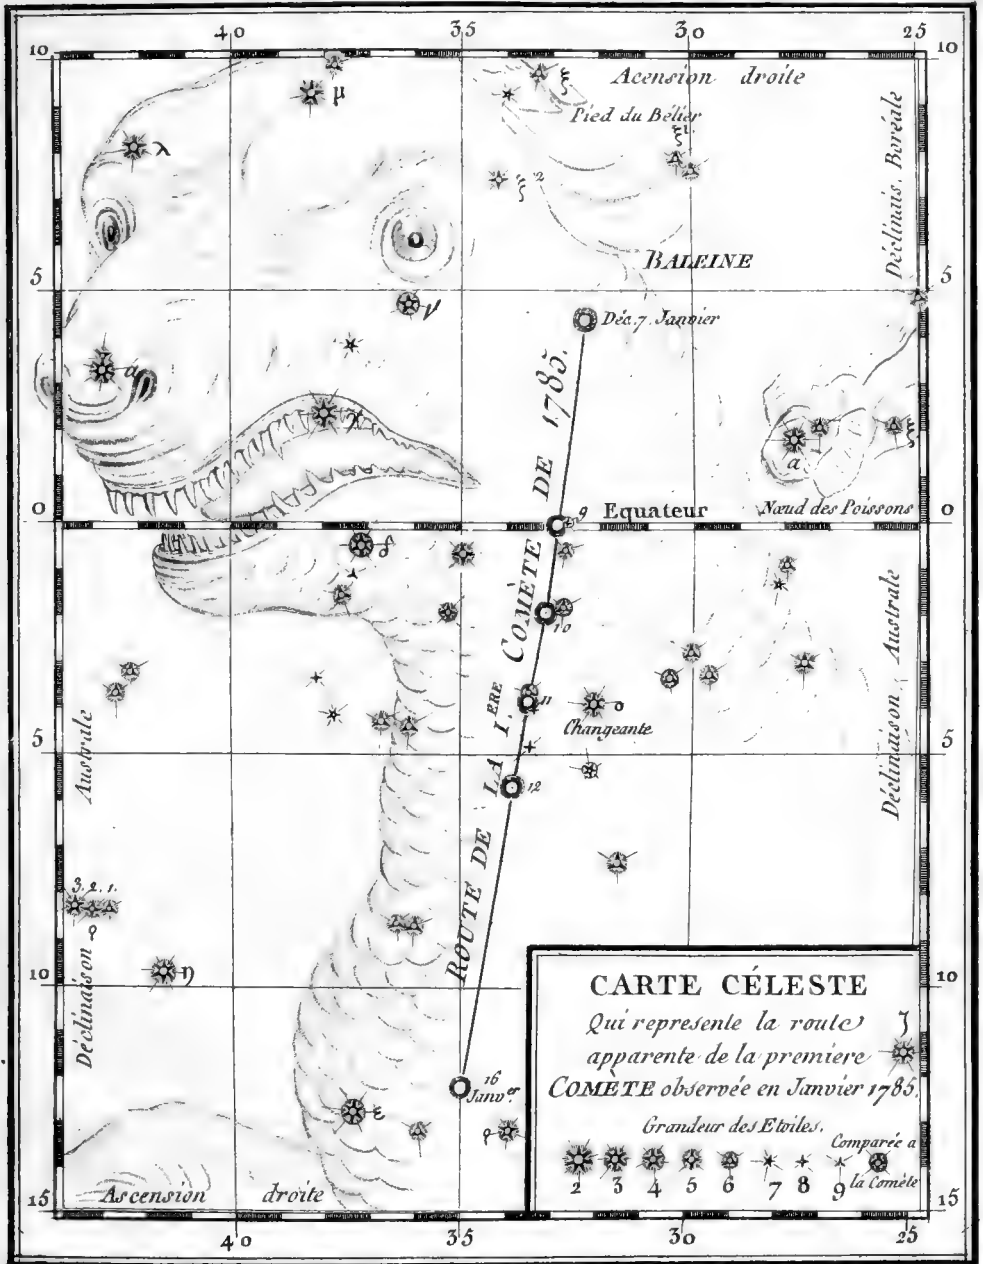 40 35 30 25
10 10
Acension droite
ξ
Pied du Bélier
μ
λ
ξ1.
ξ 2
Déclinais. Boréale
BALEINE
5 5
ν
Déc. 7. Janvier
α
γ
ξ
α
0 0
9
Equateur
Nœud des Poissons
δ
10
11
ο
Changeante
5 5
12
Australe
Déclinaison Australe
ROUTE DE LA 1.ERE COMÈTE DE 1785.
3. 2. 1.
ρ
Déclinaison
η
10 10
16
Janv.er
ε
ρ
CARTE CÉLESTE
Qui represente la route
ζ
apparente de la premiere
COMÈTE observée en Janvier 1785.
Grandeur des Etoiles.
Comparée a
la Comète
2 3 4 5 6 7 8 9
15 15
Ascension droite
40 35 30 25